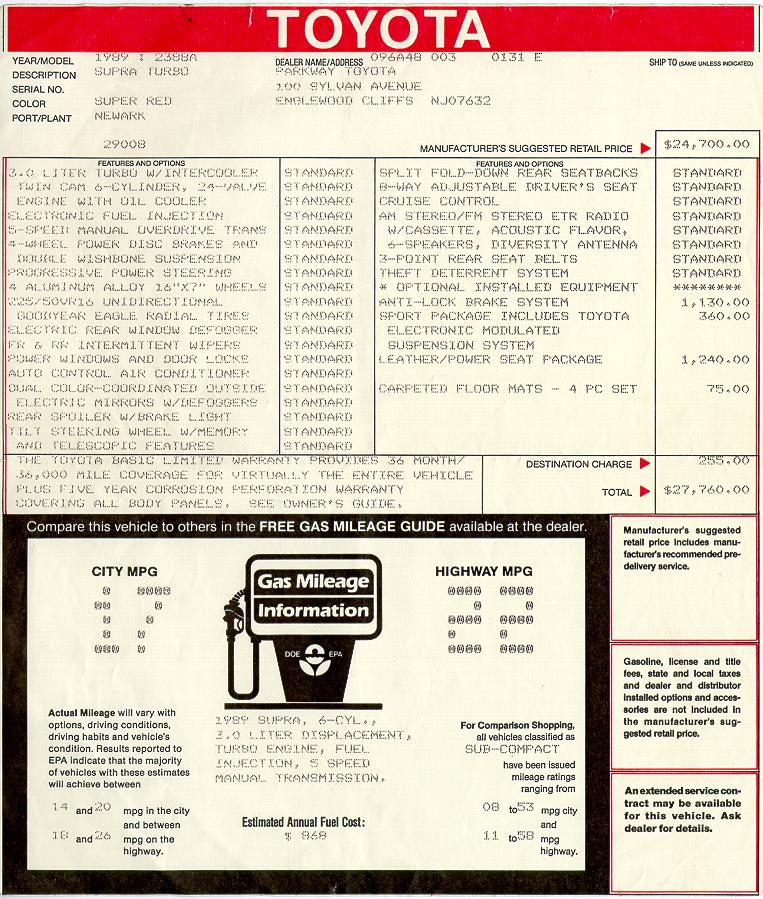 TOYOTA
YEAR/MODEL 1989 : 2388A DEALER NAME/ADDRESS 096A48 003 0131 E SHIP TO (SAME UNLESS INDICATED)
DESCRIPTION SUPRA TURBO PARKWAY TOYOTA
SERIAL NO. 100 SYLVAN AVENUE
COLOR SUPER RED ENGLEWOOD CLIFFS NJ07632
PORT/PLANT NEWARK
29008 MANUFACTURER'S SUGGESTED RETAIL PRICE $24,700.00
FEATURES AND OPTIONS
3.0 LITER TURBO W/INTERCOOLER STANDARD
TWIN CAM 6-CYLINDER, 24-VALVE STANDARD
ENGINE WITH OIL COOLER STANDARD
ELECTRONIC FUEL INJECTION STANDARD
5-SPEED MANUAL OVERDRIVE TRANS STANDARD
4-WHEEL POWER DISC BRAKES AND STANDARD
DOUBLE WISHBONE SUSPENSION STANDARD
PROGRESSIVE POWER STEERING STANDARD
4 ALUMINUM ALLOY 16"X7" WHEELS STANDARD
225/50VR16 UNIDIRECTIONAL STANDARD
GOODYEAR EAGLE RADIAL TIRES STANDARD
ELECTRIC REAR WINDOW DEFOGGER STANDARD
FR & RR INTERMITTENT WIPERS STANDARD
POWER WINDOWS AND DOOR LOCKS STANDARD
AUTO CONTROL AIR CONDITIONER STANDARD
DUAL COLOR-COORDINATED OUTSIDE STANDARD
ELECTRIC MIRRORS W/DEFOGGERS STANDARD
REAR SPOILER W/BRAKE LIGHT STANDARD
TILT STEERING WHEEL W/MEMORY STANDARD
AND TELESCOPIC FEATURES STANDARD
FEATURES AND OPTIONS
SPLIT FOLD-DOWN REAR SEATBACKS STANDARD
8-WAY ADJUSTABLE DRIVER'S SEAT STANDARD
CRUISE CONTROL STANDARD
AM STEREO/FM STEREO ETR RADIO STANDARD
W/CASSETTE, ACOUSTIC FLAVOR, STANDARD
6-SPEAKERS, DIVERSITY ANTENNA STANDARD
3-POINT REAR SEAT BELTS STANDARD
THEFT DETERRENT SYSTEM STANDARD
* OPTIONAL INSTALLED EQUIPMENT ********
ANTI-LOCK BRAKE SYSTEM 1,130.00
SPORT PACKAGE INCLUDES TOYOTA 360.00
ELECTRONIC MODULATED
SUSPENSION SYSTEM
LEATHER/POWER SEAT PACKAGE 1,240.00
CARPETED FLOOR MATS - 4 PC SET 75.00
THE TOYOTA BASIC LIMITED WARRANTY PROVIDES 36 MONTH/
36,000 MILE COVERAGE FOR VIRTUALLY THE ENTIRE VEHICLE
PLUS FIVE YEAR CORROSION PERFORATION WARRANTY
COVERING ALL BODY PANELS. SEE OWNER'S GUIDE.
DESTINATION CHARGE 255.00
TOTAL $27,760.00
Compare this vehicle to others in the FREE GAS MILEAGE GUIDE available at the dealer.
CITY MPG
17
Gas Mileage
Information
DOE EPA
HIGHWAY MPG
22
Actual Mileage will vary with
options, driving conditions,
driving habits and vehicle's
condition. Results reported to
EPA indicate that the majority
of vehicles with these estimates
will achieve between
14 and 20 mpg in the city
and between
18 and 26 mpg on the
highway.
1989 SUPRA, 6-CYL.,
3.0 LITER DISPLACEMENT,
TURBO ENGINE, FUEL
INJECTION, 5 SPEED
MANUAL TRANSMISSION.
Estimated Annual Fuel Cost:
$ 868
For Comparison Shopping,
all vehicles classified as
SUB-COMPACT
have been issued
mileage ratings
ranging from
08 to 53 mpg city
and
11 to 58 mpg
highway.
Manufacturer's suggested
retail price includes manu-
facturer's recommended pre-
delivery service.
Gasoline, license and title
fees, state and local taxes
and dealer and distributor
installed options and acces-
sories are not included in
the manufacturer's sug-
gested retail price.
An extended service con-
tract may be available
for this vehicle. Ask
dealer for details.